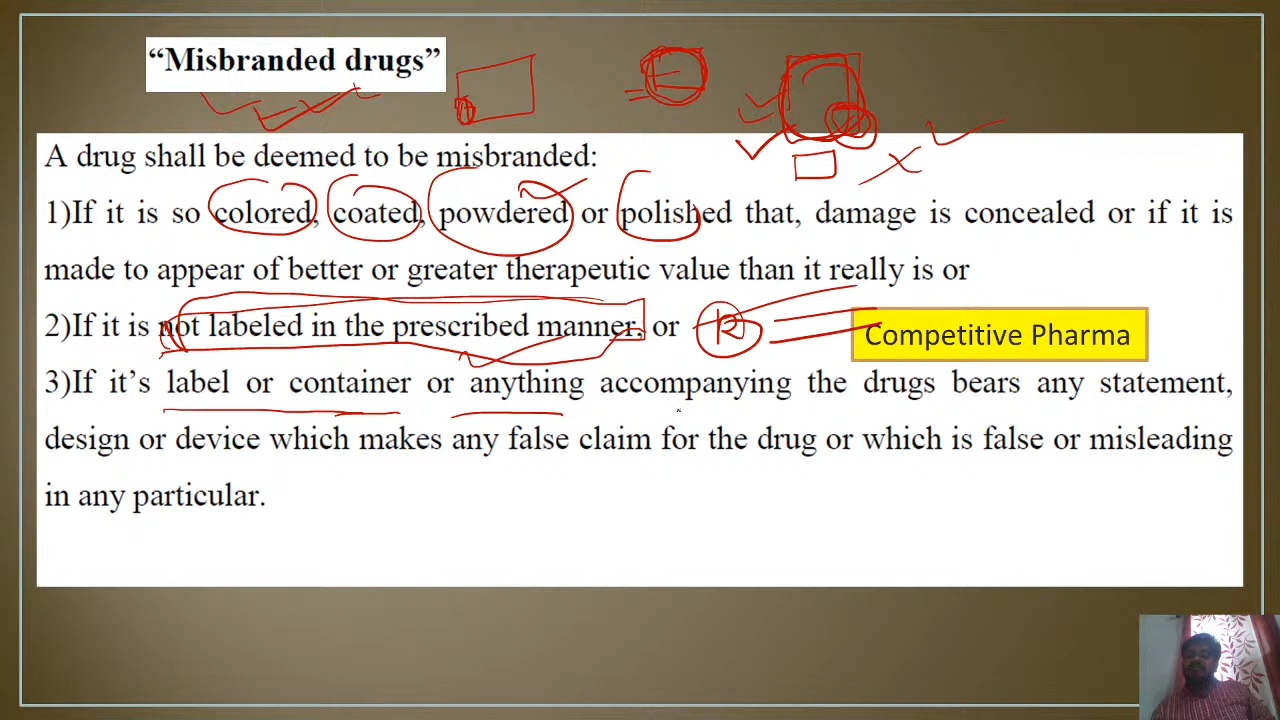 “Misbranded drugs”
A drug shall be deemed to be misbranded:
1)If it is so colored, coated, powdered or polished that, damage is concealed or if it is
made to appear of better or greater therapeutic value than it really is or
2)If it is not labeled in the prescribed manner, or
Competitive Pharma
3)If it’s label or container or anything accompanying the drugs bears any statement,
design or device which makes any false claim for the drug or which is false or misleading
in any particular.